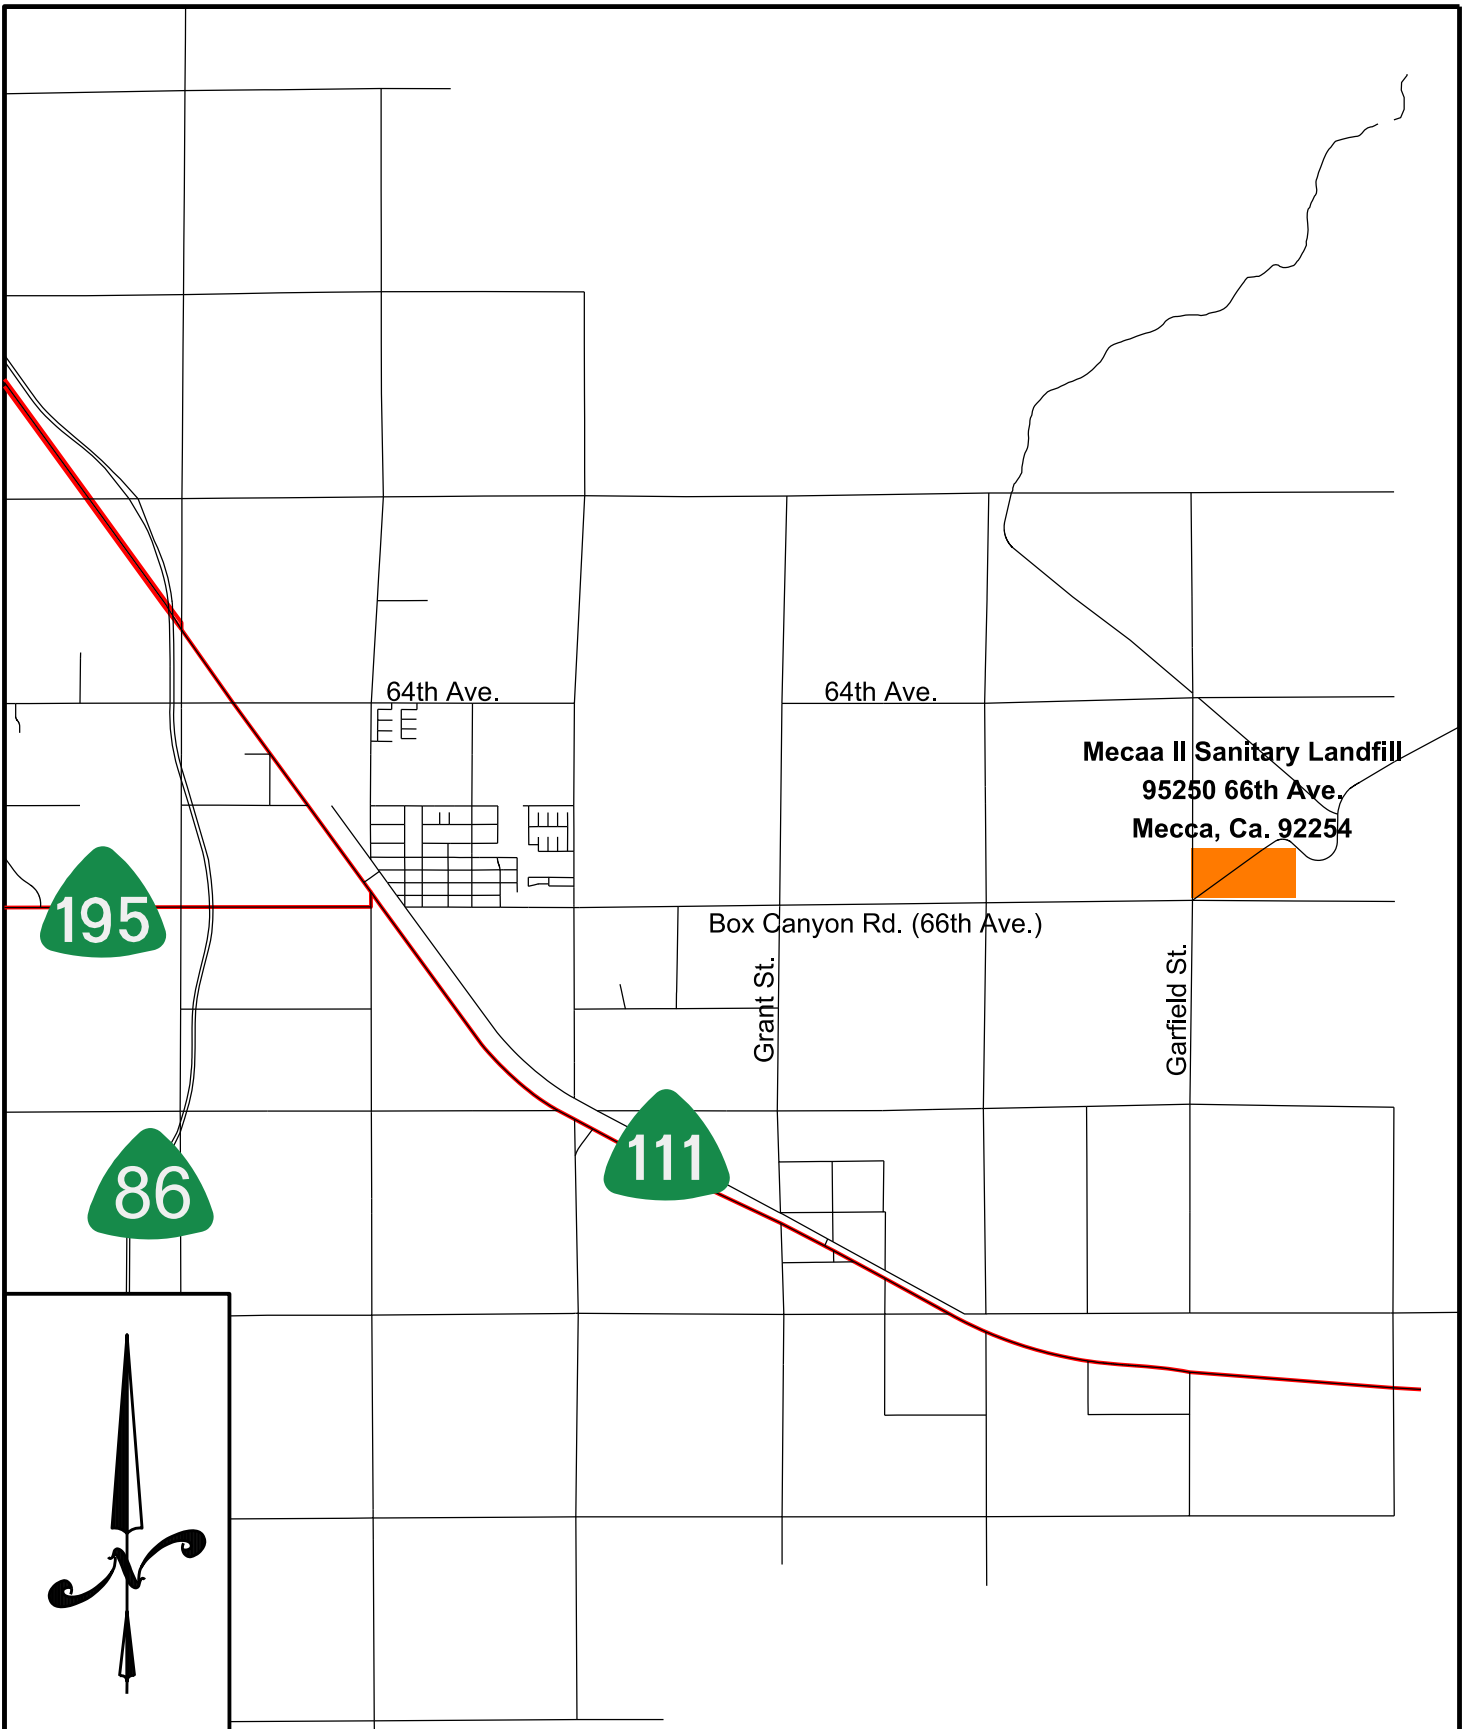 64th Ave.
64th Ave.
Mecaa II Sanitary Landfill
95250 66th Ave.
Mecca, Ca. 92254
195
Box Canyon Rd. (66th Ave.)
Grant St.
Garfield St.
111
86
N